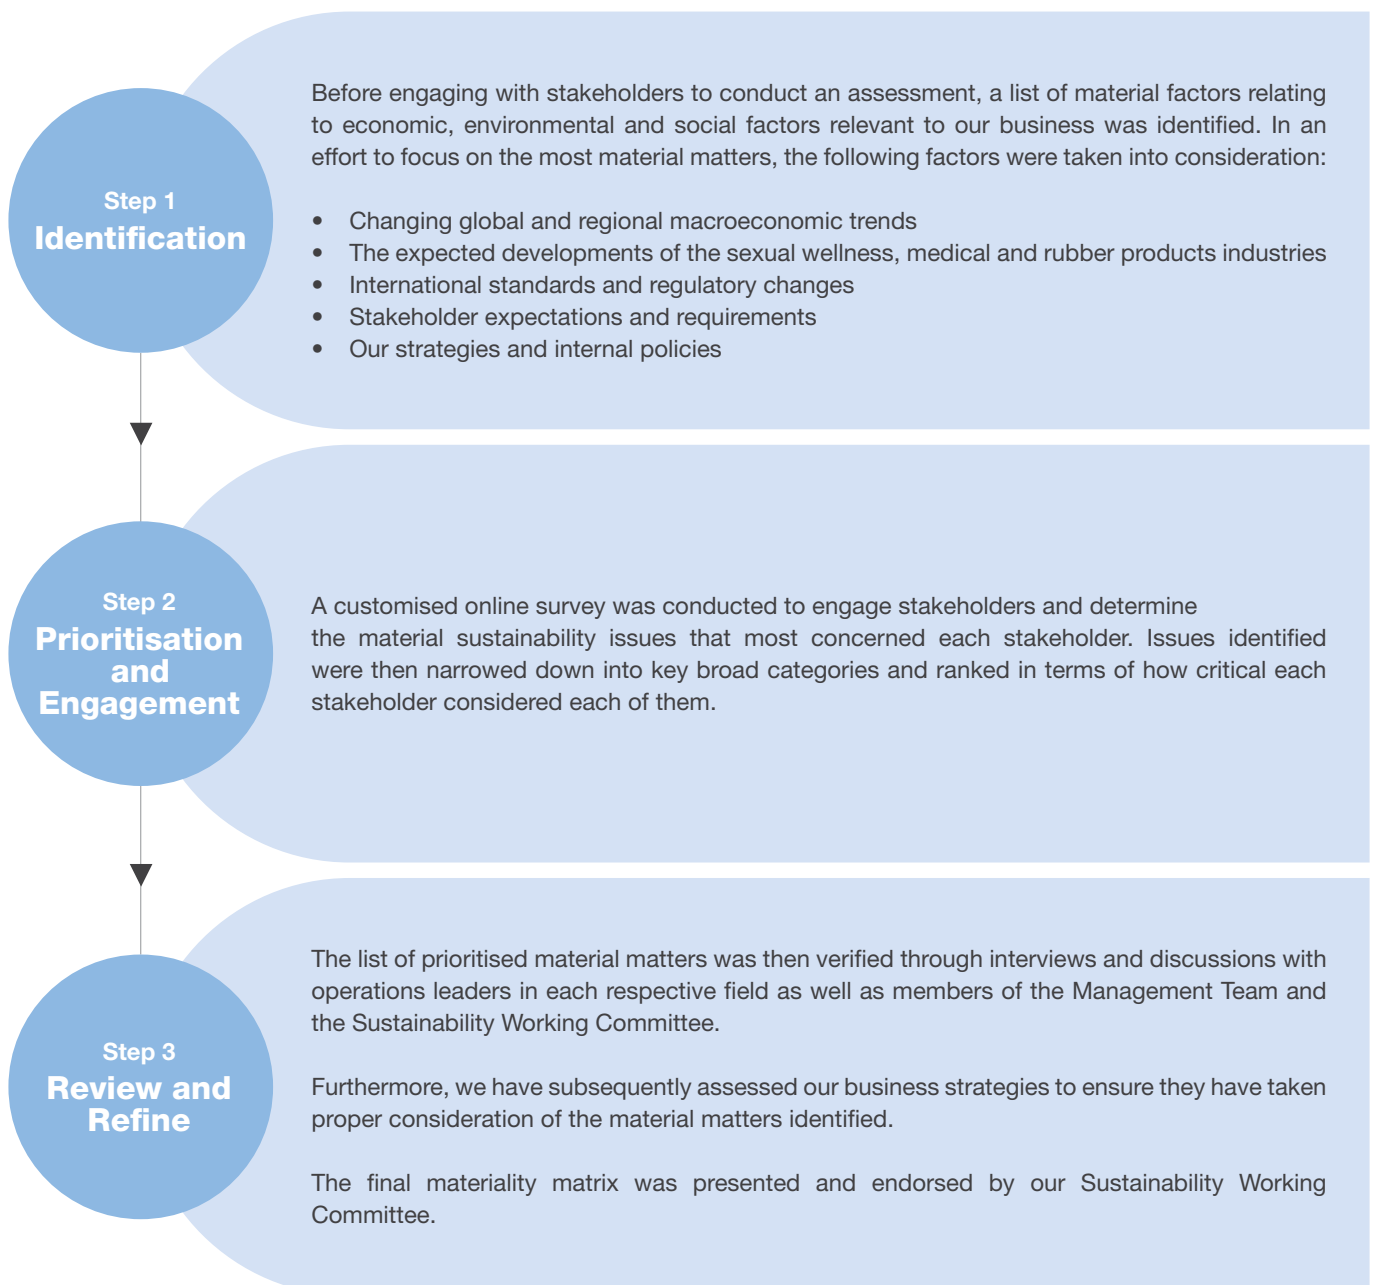 Step 1
Identification
Before engaging with stakeholders to conduct an assessment, a list of material factors relating
to economic, environmental and social factors relevant to our business was identified. In an
effort to focus on the most material matters, the following factors were taken into consideration:
• Changing global and regional macroeconomic trends
• The expected developments of the sexual wellness, medical and rubber products industries
• International standards and regulatory changes
• Stakeholder expectations and requirements
• Our strategies and internal policies
Step 2
Prioritisation
and
Engagement
A customised online survey was conducted to engage stakeholders and determine
the material sustainability issues that most concerned each stakeholder. Issues identified
were then narrowed down into key broad categories and ranked in terms of how critical each
stakeholder considered each of them.
Step 3
Review and
Refine
The list of prioritised material matters was then verified through interviews and discussions with
operations leaders in each respective field as well as members of the Management Team and
the Sustainability Working Committee.
Furthermore, we have subsequently assessed our business strategies to ensure they have taken
proper consideration of the material matters identified.
The final materiality matrix was presented and endorsed by our Sustainability Working
Committee.